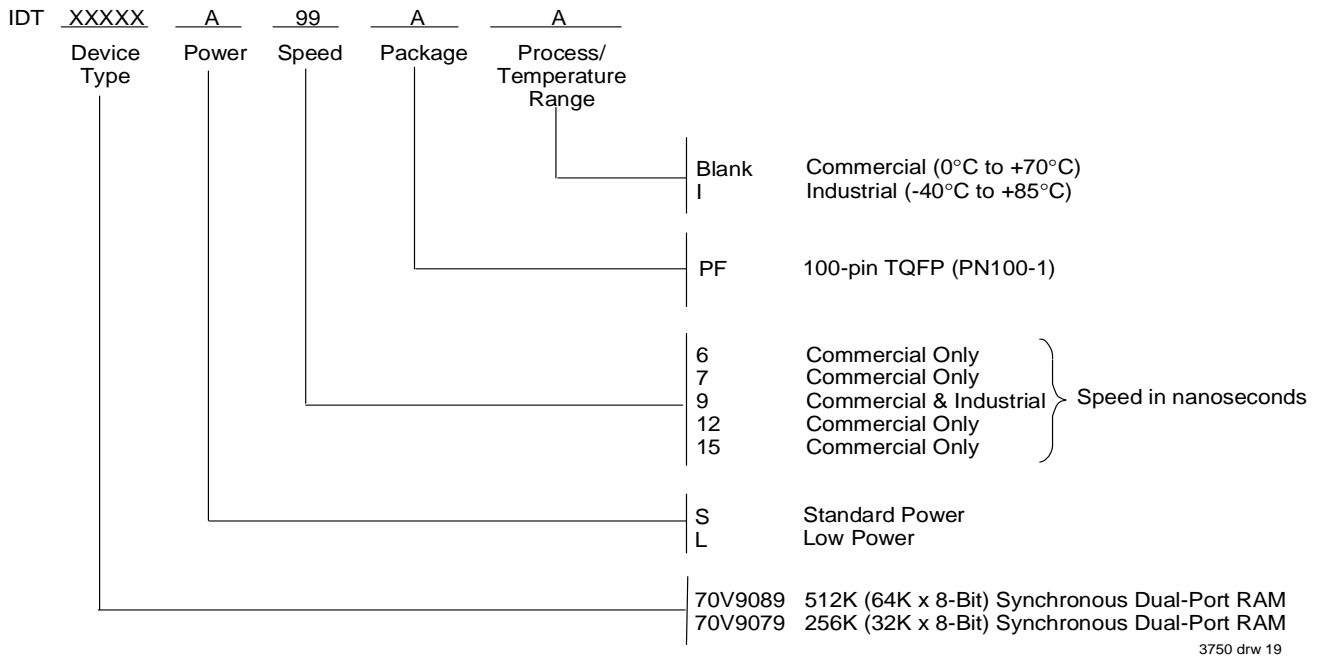 IDT XXXXX A 99 A A
Device Type Power Speed Package Process/ Temperature Range
Blank Commercial (0°C to +70°C)
I Industrial (-40°C to +85°C)
PF 100-pin TQFP (PN100-1)
6 Commercial Only
7 Commercial Only
9 Commercial & Industrial Speed in nanoseconds
12 Commercial Only
15 Commercial Only
S Standard Power
L Low Power
70V9089 512K (64K x 8-Bit) Synchronous Dual-Port RAM
70V9079 256K (32K x 8-Bit) Synchronous Dual-Port RAM
3750 drw 19